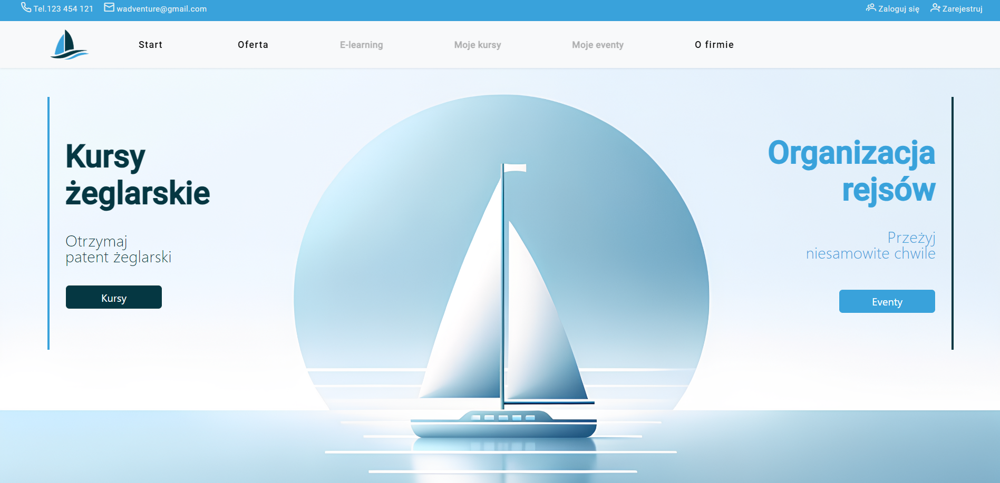 Tel.123 454 121 wadventure@gmail.com Zaloguj się Zarejestruj
Start Oferta E-learning Moje kursy Moje eventy O firmie
Kursy
żeglarskie
Otrzymaj
patent żeglarski
Kursy
Organizacja
rejsów
Przeżyj
niesamowite chwile
Eventy